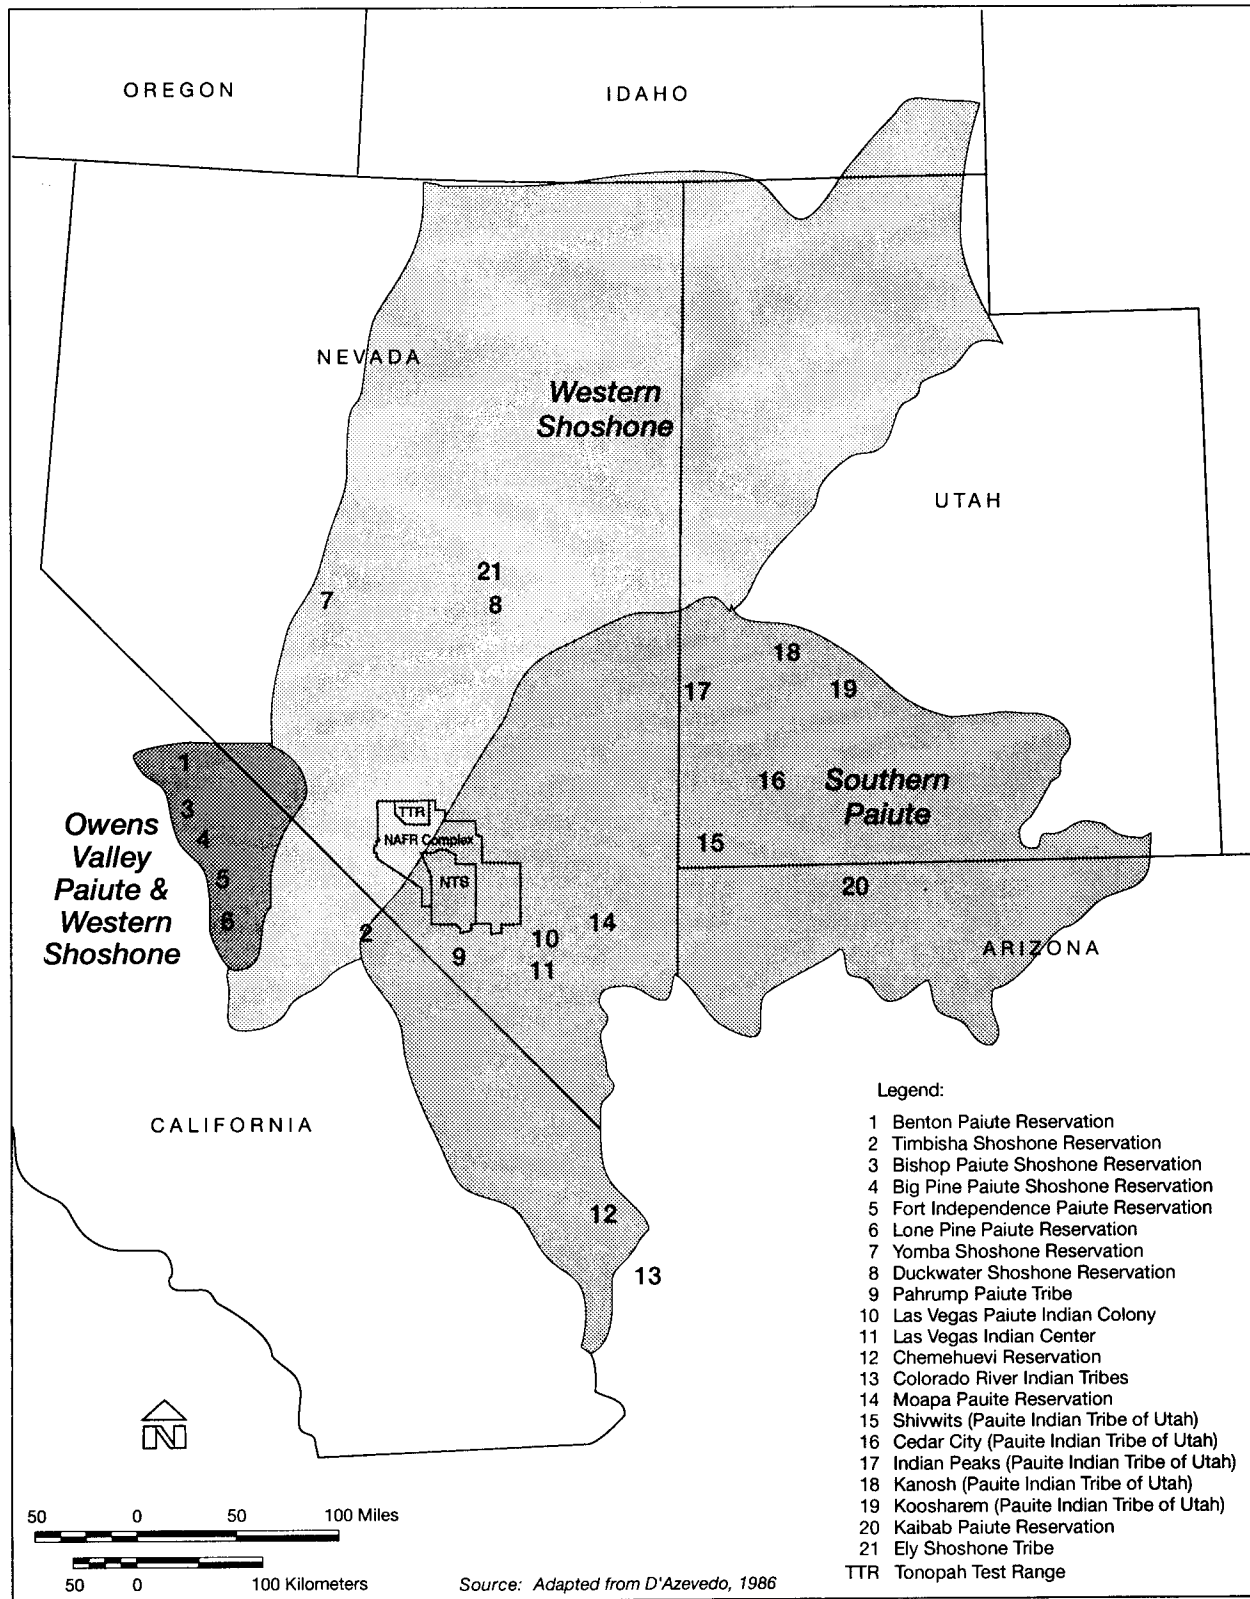 OREGON
IDAHO
NEVADA
Western
Shoshone
UTAH
21
7
8
18
17
19
1
16
Southern
Paiute
3
TTR
Owens
Valley
Paiute &
Western
Shoshone
4
NAFR Complex
15
5
NTS
20
6
2
14
10
9
11
ARIZONA
CALIFORNIA
12
13
Legend:
1 Benton Paiute Reservation
2 Timbisha Shoshone Reservation
3 Bishop Paiute Shoshone Reservation
4 Big Pine Paiute Shoshone Reservation
5 Fort Independence Paiute Reservation
6 Lone Pine Paiute Reservation
7 Yomba Shoshone Reservation
8 Duckwater Shoshone Reservation
9 Pahrump Paiute Tribe
10 Las Vegas Paiute Indian Colony
11 Las Vegas Indian Center
12 Chemehuevi Reservation
13 Colorado River Indian Tribes
14 Moapa Pauite Reservation
15 Shivwits (Pauite Indian Tribe of Utah)
16 Cedar City (Pauite Indian Tribe of Utah)
17 Indian Peaks (Pauite Indian Tribe of Utah)
18 Kanosh (Pauite Indian Tribe of Utah)
19 Koosharem (Pauite Indian Tribe of Utah)
20 Kaibab Paiute Reservation
21 Ely Shoshone Tribe
TTR Tonopah Test Range
N
50 0 50 100 Miles
50 0 100 Kilometers
Source: Adapted from D'Azevedo, 1986